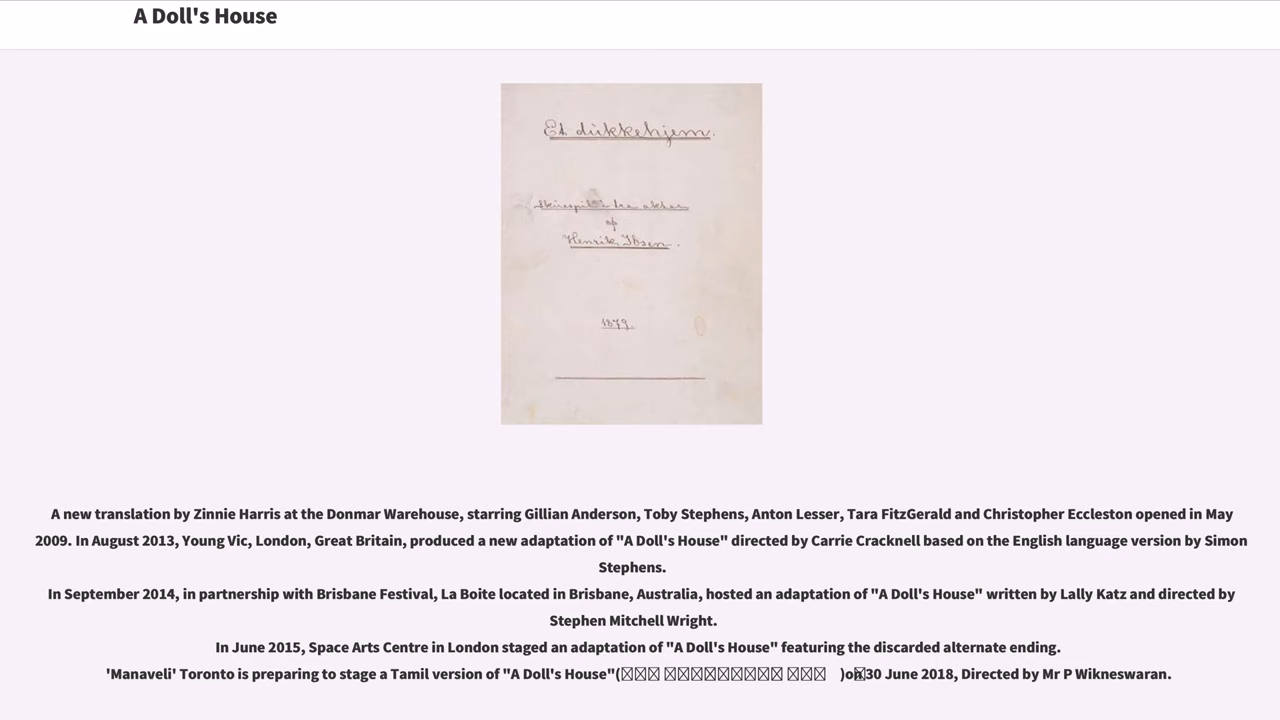 A Doll's House
Et dukkehjem.
Skuespil i tre akter
af
Henrik Ibsen.
1879.
A new translation by Zinnie Harris at the Donmar Warehouse, starring Gillian Anderson, Toby Stephens, Anton Lesser, Tara FitzGerald and Christopher Eccleston opened in May
2009. In August 2013, Young Vic, London, Great Britain, produced a new adaptation of "A Doll's House" directed by Carrie Cracknell based on the English language version by Simon
Stephens.
In September 2014, in partnership with Brisbane Festival, La Boite located in Brisbane, Australia, hosted an adaptation of "A Doll's House" written by Lally Katz and directed by
Stephen Mitchell Wright.
In June 2015, Space Arts Centre in London staged an adaptation of "A Doll's House" featuring the discarded alternate ending.
'Manaveli' Toronto is preparing to stage a Tamil version of "A Doll's House"( )on 30 June 2018, Directed by Mr P Wikneswaran.